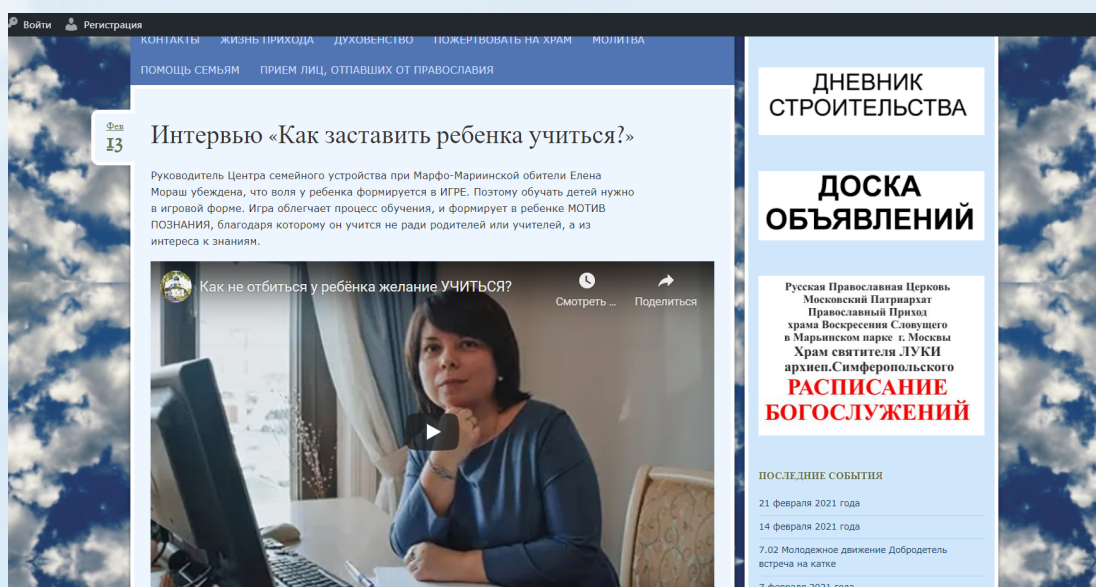 Войти Регистрация
КОНТАКТЫ ЖИЗНЬ ПРИХОДА ДУХОВЕНСТВО ПОЖЕРТВОВАТЬ НА ХРАМ МОЛИТВА
ПОМОЩЬ СЕМЬЯМ ПРИЕМ ЛИЦ, ОТПАВШИХ ОТ ПРАВОСЛАВИЯ
Фев
13
Интервью «Как заставить ребенка учиться?»
Руководитель Центра семейного устройства при Марфо-Мариинской обители Елена
Мораш убеждена, что воля у ребенка формируется в ИГРЕ. Поэтому обучать детей нужно
в игровой форме. Игра облегчает процесс обучения, и формирует в ребенке МОТИВ
ПОЗНАНИЯ, благодаря которому он учится не ради родителей или учителей, а из
интереса к знаниям.
Как не отбиться у ребёнка желание УЧИТЬСЯ?
Смотреть ...
Поделиться
ДНЕВНИК
СТРОИТЕЛЬСТВА
ДОСКА
ОБЪЯВЛЕНИЙ
Русская Православная Церковь
Московский Патриархат
Православный Приход
храма Воскресения Словущего
в Марьинском парке г. Москвы
Храм святителя ЛУКИ
архиеп.Симферопольского
РАСПИСАНИЕ
БОГОСЛУЖЕНИЙ
ПОСЛЕДНИЕ СОБЫТИЯ
21 февраля 2021 года
14 февраля 2021 года
7.02 Молодежное движение Добродетель
встреча на катке
7 февраля 2021 года